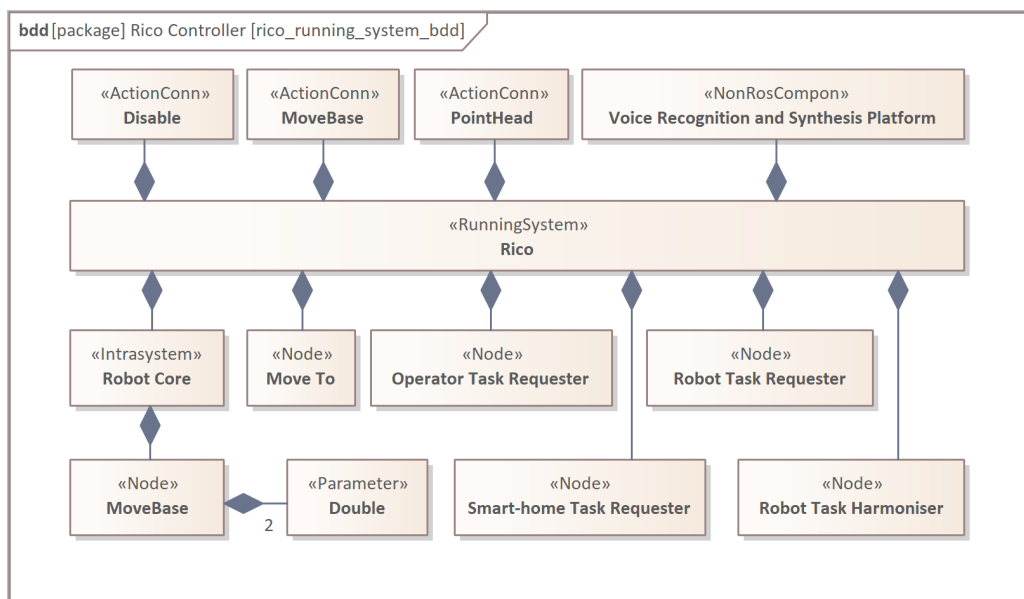 bdd [package] Rico Controller [rico_running_system_bdd]
«ActionConn»
Disable
«ActionConn»
MoveBase
«ActionConn»
PointHead
«NonRosCompon»
Voice Recognition and Synthesis Platform
«RunningSystem»
Rico
«Intrasystem»
Robot Core
«Node»
Move To
«Node»
Operator Task Requester
«Node»
Robot Task Requester
«Node»
MoveBase
2
«Parameter»
Double
«Node»
Smart-home Task Requester
«Node»
Robot Task Harmoniser